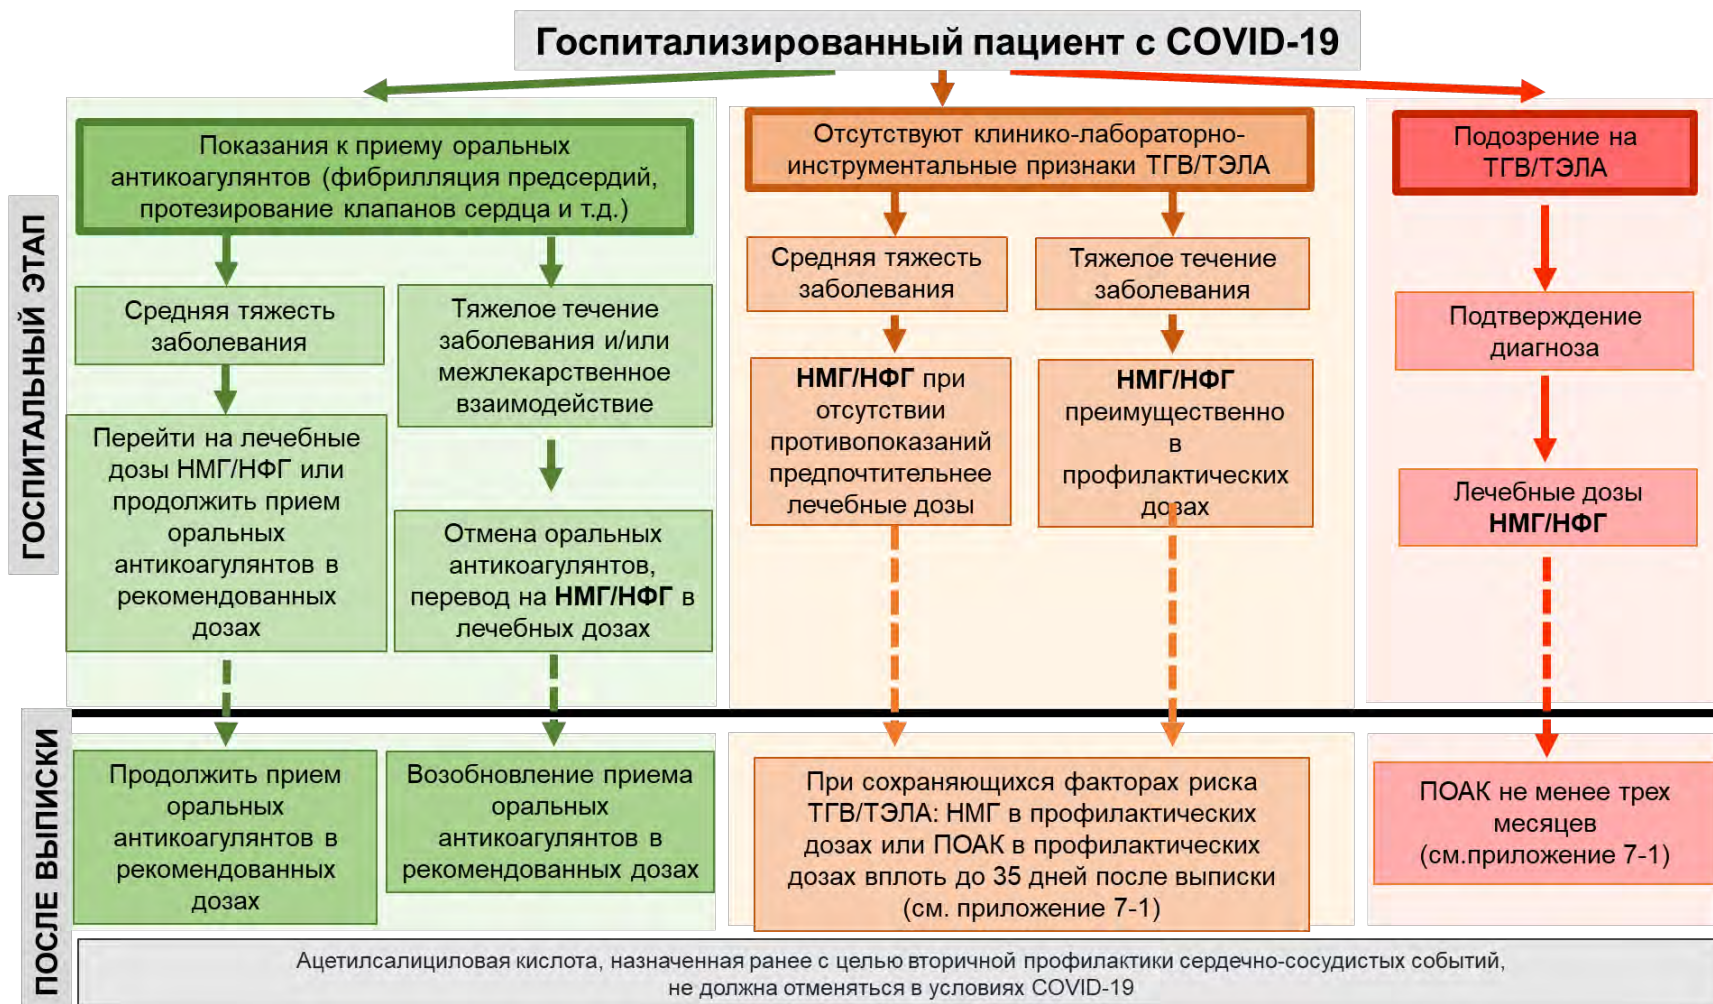 Госпитализированный пациент с COVID-19
ГОСПИТАЛЬНЫЙ ЭТАП
Показания к приему оральных
антикоагулянтов (фибрилляция предсердий,
протезирование клапанов сердца и т.д.)
Средняя тяжесть
заболевания
Перейти на лечебные
дозы НМГ/НФГ или
продолжить прием
оральных
антикоагулянтов в
рекомендованных
дозах
Тяжелое течение
заболевания и/или
межлекарственное
взаимодействие
Отмена оральных
антикоагулянтов,
перевод на НМГ/НФГ в
лечебных дозах
Отсутствуют клинико-лабораторно-
инструментальные признаки ТГВ/ТЭЛА
Средняя тяжесть
заболевания
НМГ/НФГ при
отсутствии
противопоказаний
предпочтительнее
лечебные дозы
Тяжелое течение
заболевания
НМГ/НФГ
преимущественно
в
профилактических
дозах
Подозрение на
ТГВ/ТЭЛА
Подтверждение
диагноза
Лечебные дозы
НМГ/НФГ
ПОСЛЕ ВЫПИСКИ
Продолжить прием
оральных
антикоагулянтов в
рекомендованных
дозах
Возобновление приема
оральных
антикоагулянтов в
рекомендованных дозах
При сохраняющихся факторах риска
ТГВ/ТЭЛА: НМГ в профилактических
дозах или ПОАК в профилактических
дозах вплоть до 35 дней после выписки
(см. приложение 7-1)
ПОАК не менее трех
месяцев
(см.приложение 7-1)
Ацетилсалициловая кислота, назначенная ранее с целью вторичной профилактики сердечно-сосудистых событий,
не должна отменяться в условиях COVID-19